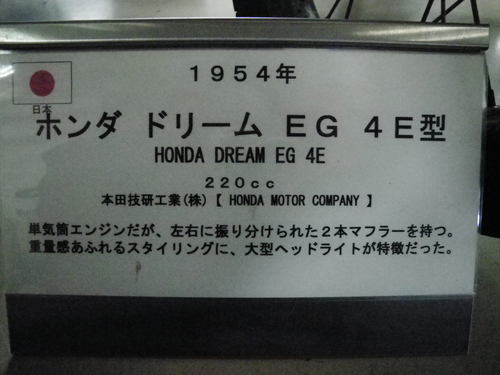 1954年
日本
ホンダ ドリーム EG 4E型
HONDA DREAM EG 4E
220cc
本田技研工業(株)【 HONDA MOTOR COMPANY 】
単気筒エンジンだが、左右に振り分けられた2本マフラーを持つ。
重量感あふれるスタイリングに、大型ヘッドライトが特徴だった。